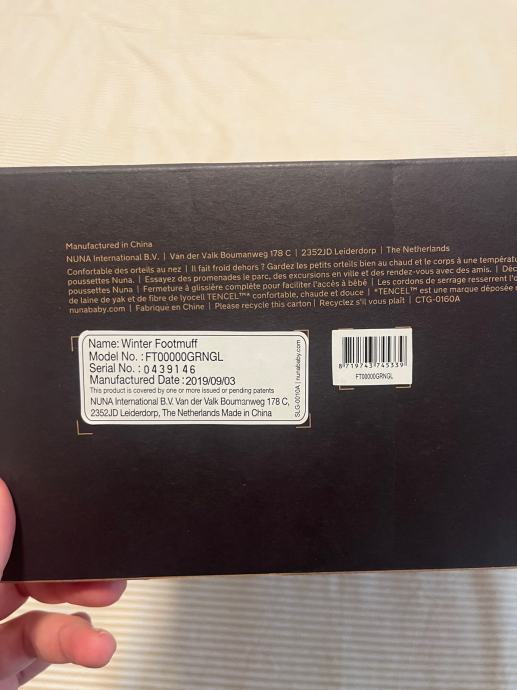 Manufactured in China
NUNA International B.V. | Van der Valk Boumanweg 178 C | 2352JD Leiderdorp | The Netherlands
Confortable des orteils au nez | Il fait froid dehors ? Gardez les petits orteils bien au chaud et le corps à une températu
poussettes Nuna. | Essayez des promenades le parc, des excursions en ville et des rendez-vous avec des amis. | Déc
poussettes Nuna | Fermeture à glissière complète pour faciliter l'accès à bébé | Les cordons de serrage resserrent l'o
de laine de yak et de fibre de lyocell TENCEL™* confortable, chaude et douce | *TENCEL™ est une marque déposée
nunababy.com | Fabrique en Chine | Please recycle this carton | Recyclez s'il vous plaît | CTG-0160A
Name: Winter Footmuff
Model No. : FT00000GRNGL
Serial No. : 0439146
Manufactured Date : 2019/09/03
This product is covered by one or more issued or pending patents
NUNA International B.V. Van der Valk Boumanweg 178 C,
2352JD Leiderdorp, The Netherlands Made in China
SLG-0010A | nunababy.com
8 719743 745339
FT00000GRNGL